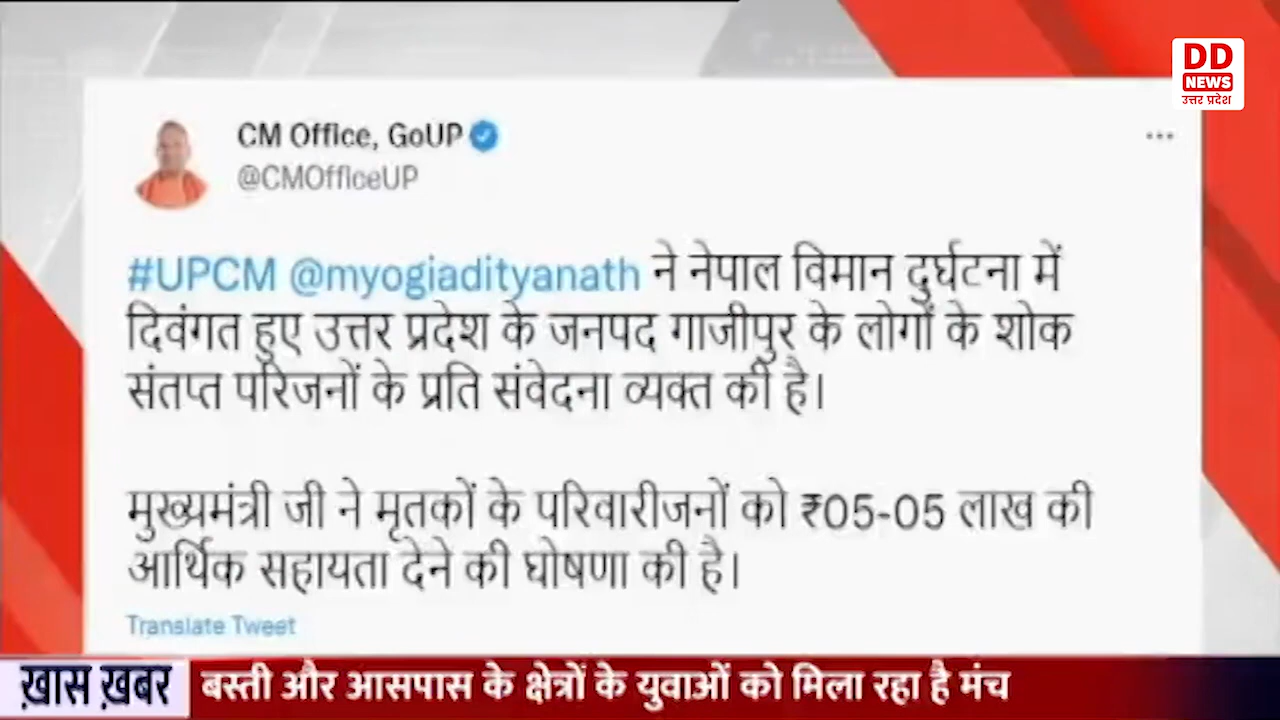 DD
NEWS
उत्तर प्रदेश
CM Office, GoUP
@CMOfficeUP
#UPCM @myogiadityanath ने नेपाल विमान दुर्घटना में
दिवंगत हुए उत्तर प्रदेश के जनपद गाजीपुर के लोगों के शोक
संतप्त परिजनों के प्रति संवेदना व्यक्त की है।
मुख्यमंत्री जी ने मृतकों के परिवारीजनों को ₹05-05 लाख की
आर्थिक सहायता देने की घोषणा की है।
Translate Tweet
ख़ास ख़बर
बस्ती और आसपास के क्षेत्रों के युवाओं को मिला रहा है मंच